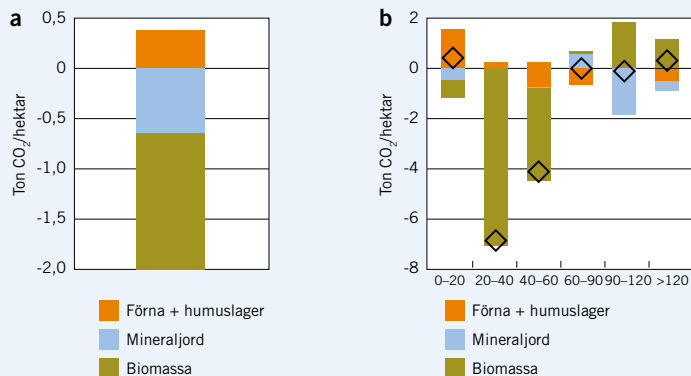 a
0,5
0
-0,5
-1,0
-1,5
-2,0
Ton CO2/hektar
Förna + humuslager
Mineraljord
Biomassa
b
2
0
-2
-4
-6
-8
Ton CO2/hektar
0–20 20–40 40–60 60–90 90–120 >120
Förna + humuslager
Mineraljord
Biomassa